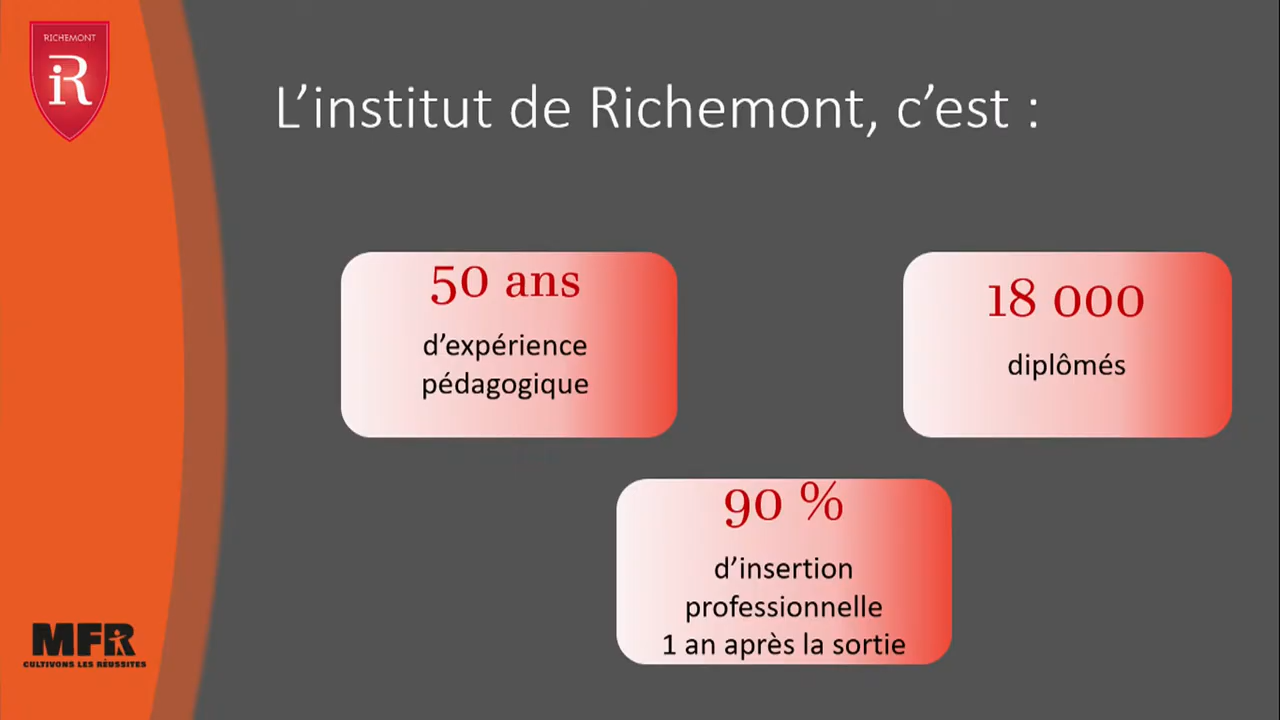 RICHEMONT
iR
L’institut de Richemont, c’est :
50 ans
d’expérience
pédagogique
18 000
diplômés
90 %
d’insertion
professionnelle
1 an après la sortie
MFR
CULTIVONS LES RÉUSSITES